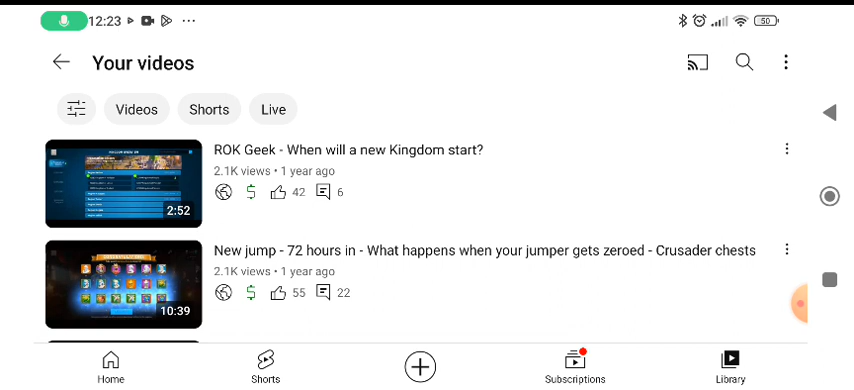 12:23
50
Your videos
Videos Shorts Live
ROK Geek - When will a new Kingdom start?
2.1K views • 1 year ago
42 6
2:52
New jump - 72 hours in - What happens when your jumper gets zeroed - Crusader chests
2.1K views • 1 year ago
55 22
10:39
Home Shorts Subscriptions Library